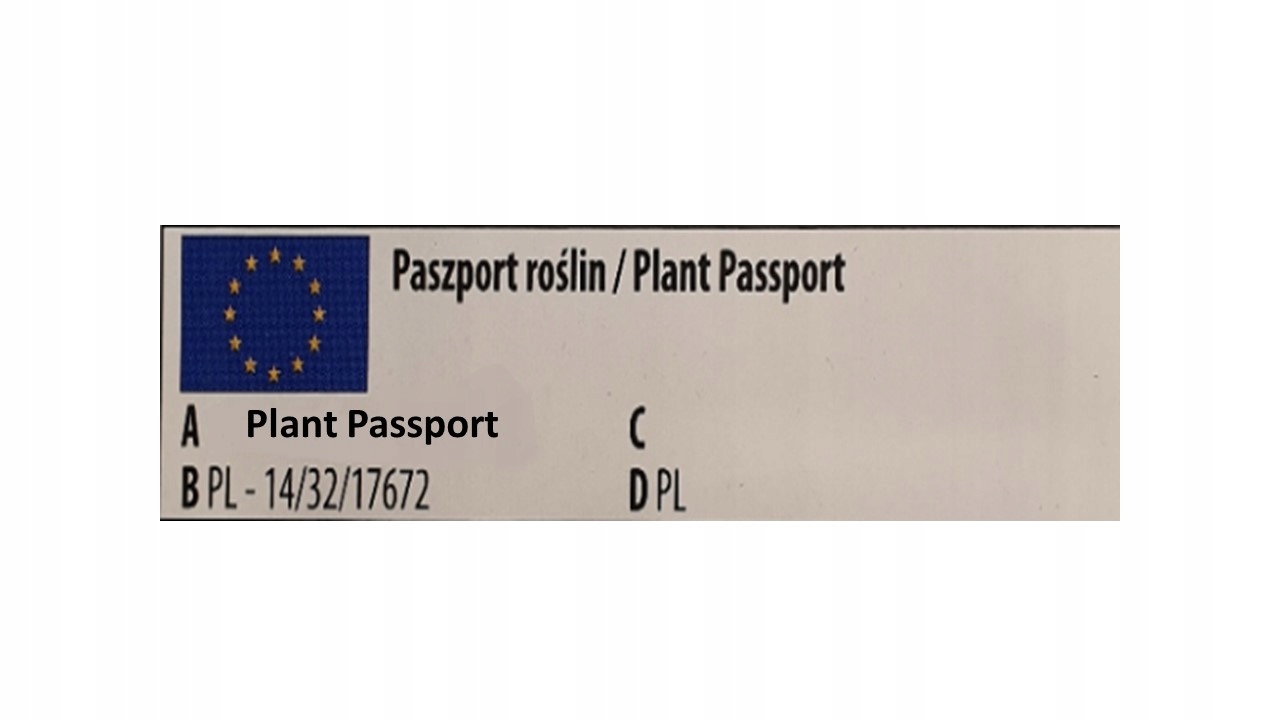 Paszport roślin / Plant Passport
A Plant Passport C
B PL - 14/32/17672 D PL